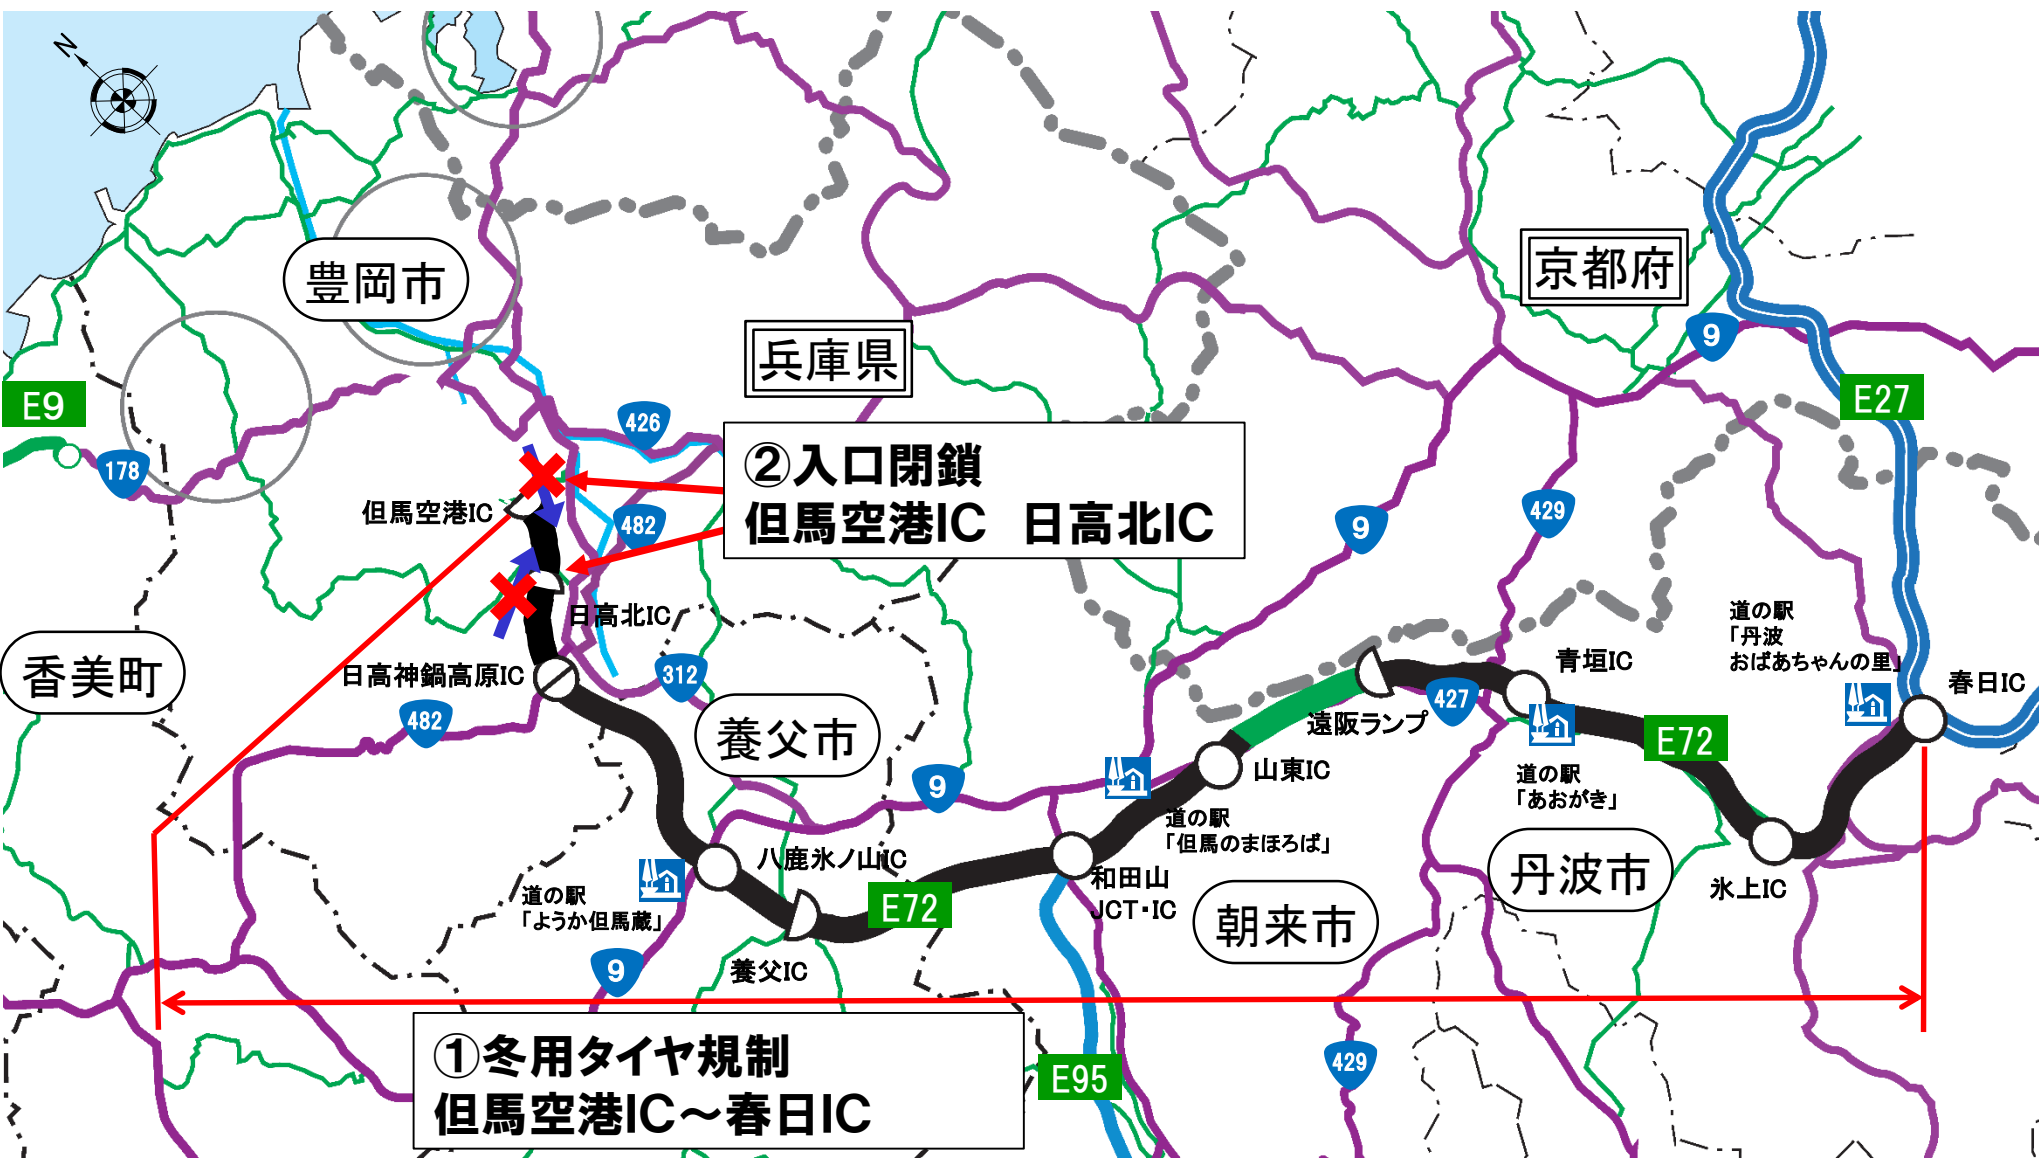 N
豊岡市
京都府
9
兵庫県
E9
E27
178
426
②入口閉鎖
但馬空港IC　日高北IC
但馬空港IC
482
9
429
日高北IC
道の駅
「丹波
おばあちゃんの里」
香美町
日高神鍋高原IC
312
青垣IC
春日IC
482
養父市
427
遠阪ランプ
E72
山東IC
9
道の駅
「あおがき」
道の駅
「但馬のまほろば」
八鹿氷ノ山IC
道の駅
「ようか但馬蔵」
E72
和田山
JCT・IC
丹波市
氷上IC
朝来市
9
養父IC
①冬用タイヤ規制
但馬空港IC～春日IC
E95
429